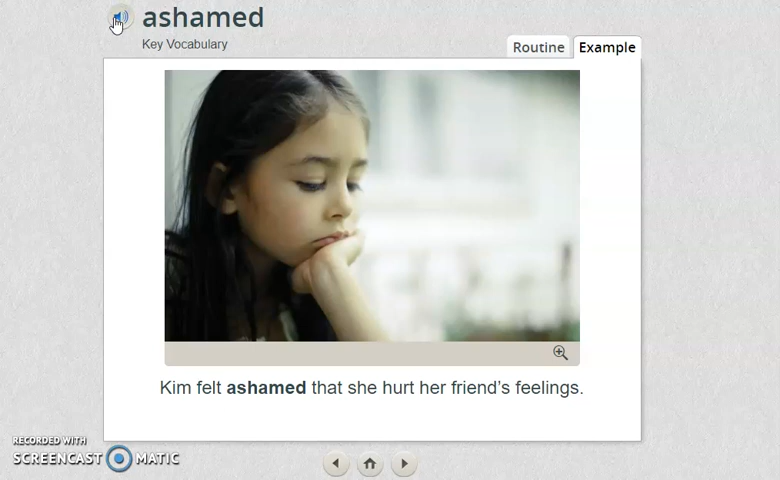 ashamed
Key Vocabulary
Routine
Example
Kim felt ashamed that she hurt her friend’s feelings.
RECORDED WITH
SCREENCAST MATIC